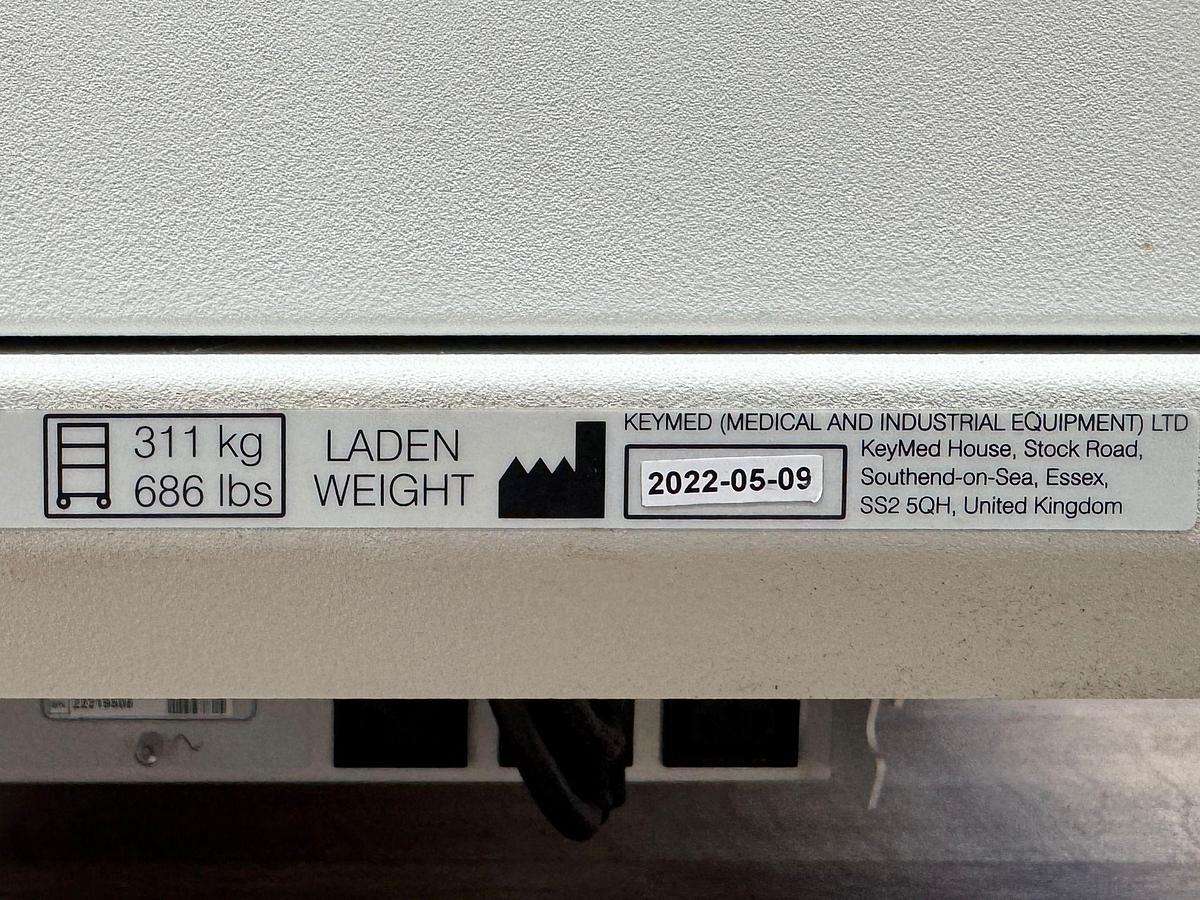 311 kg
686 lbs
LADEN
WEIGHT
KEYMED (MEDICAL AND INDUSTRIAL EQUIPMENT) LTD
2022-05-09
KeyMed House, Stock Road,
Southend-on-Sea, Essex,
SS2 5QH, United Kingdom